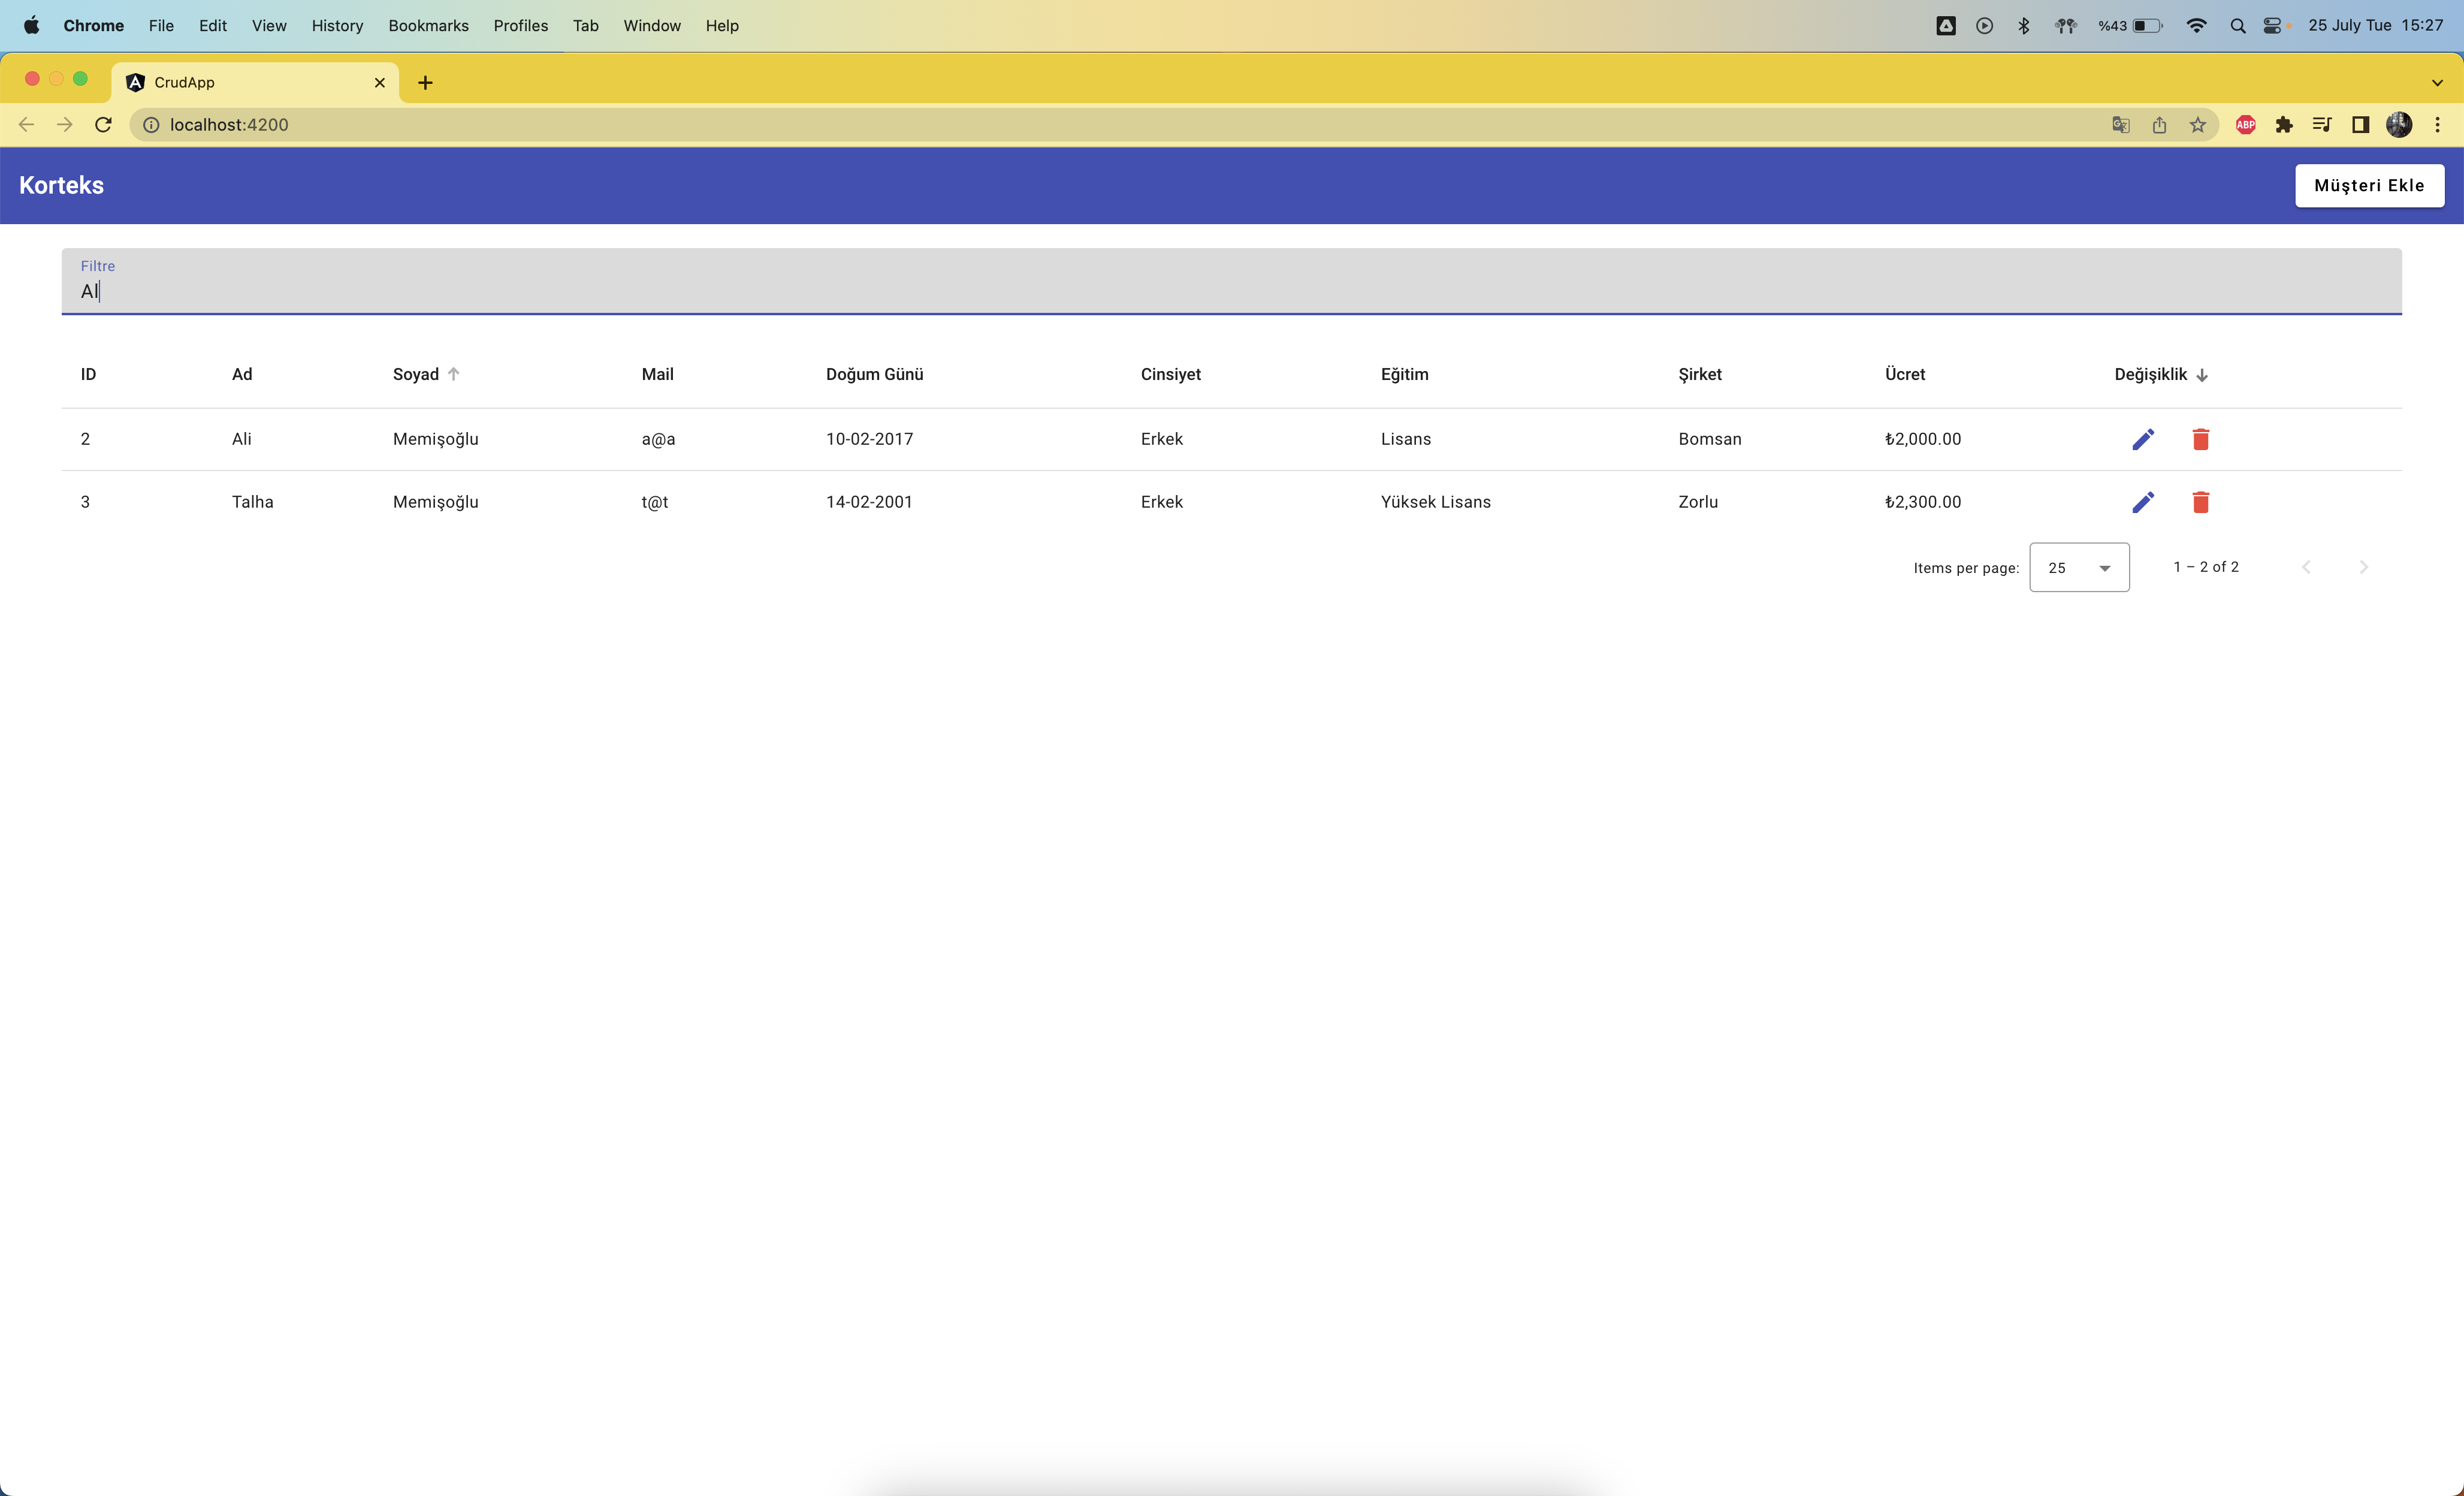 Chrome File Edit View History Bookmarks Profiles Tab Window Help %43 25 July Tue 15:27
CrudApp
localhost:4200 ABP
Korteks Müşteri Ekle
Filtre
Al
ID Ad Soyad Mail Doğum Günü Cinsiyet Eğitim Şirket Ücret Değişiklik
2 Ali Memişoğlu a@a 10-02-2017 Erkek Lisans Bomsan ₺2,000.00
3 Talha Memişoğlu t@t 14-02-2001 Erkek Yüksek Lisans Zorlu ₺2,300.00
Items per page: 25 1 – 2 of 2